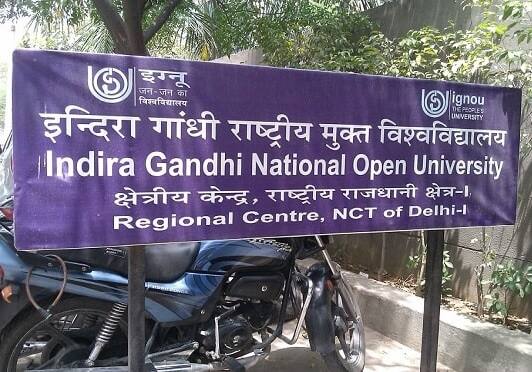 इग्नू
जन-जन का
विश्वविद्यालय
ignou
THE PEOPLE'S
UNIVERSITY
इन्दिरा गांधी राष्ट्रीय मुक्त विश्वविद्यालय
Indira Gandhi National Open University
क्षेत्रीय केन्द्र, राष्ट्रीय राजधानी क्षेत्र-I
Regional Centre, NCT of Delhi-I